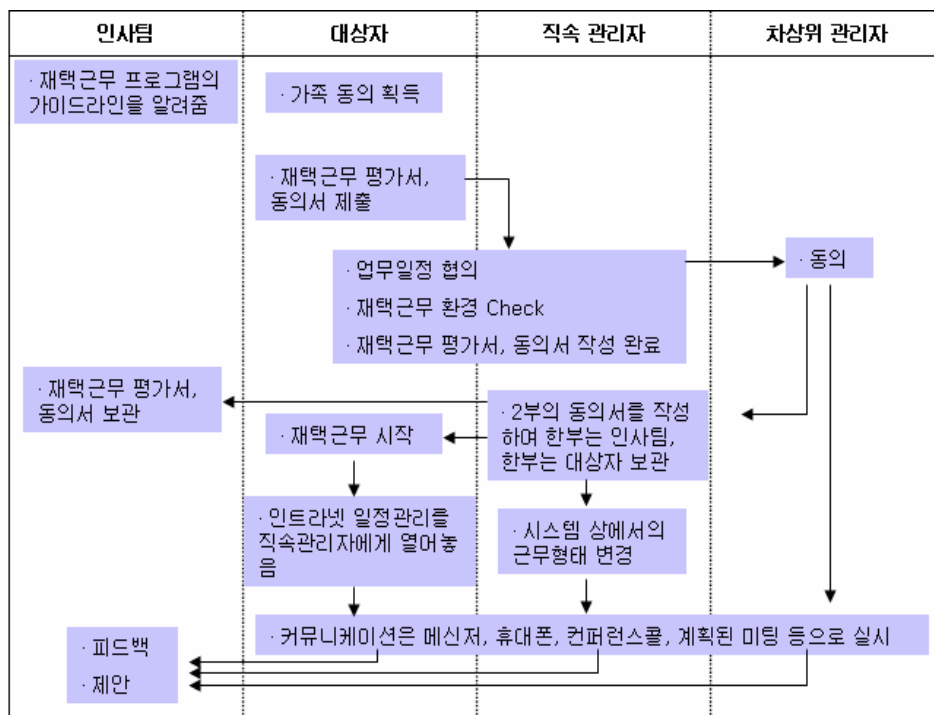 인사팀
대상자
직속 관리자
차상위 관리자
· 재택근무 프로그램의
가이드라인을 알려줌
· 가족 동의 획득
· 재택근무 평가서,
동의서 제출
· 업무일정 협의
· 재택근무 환경 Check
· 재택근무 평가서, 동의서 작성 완료
· 동의
· 재택근무 평가서,
동의서 보관
· 2부의 동의서를 작성
하며 한부는 인사팀,
한부는 대상자 보관
· 재택근무 시작
· 인트라넷 일정관리를
직속관리자에게 열어놓
음
· 시스템 상에서의
근무형태 변경
· 커뮤니케이션은 메신저, 휴대폰, 컨퍼런스콜, 계획된 미팅 등으로 실시
· 피드백
· 제안